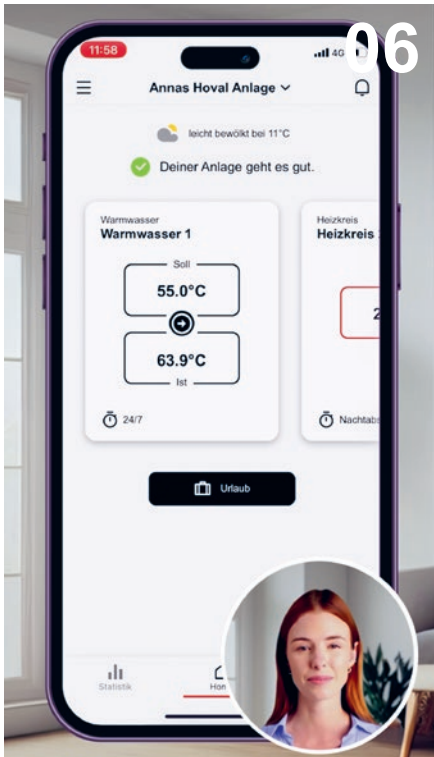 06
11:58
4G
Annas Hoval Anlage
leicht bewölkt bei 11°C
Deiner Anlage geht es gut.
Warmwasser
Warmwasser 1
Soll
55.0°C
63.9°C
Ist
24/7
Heizkreis
Heizkreis
2
Urlaub
Statistik